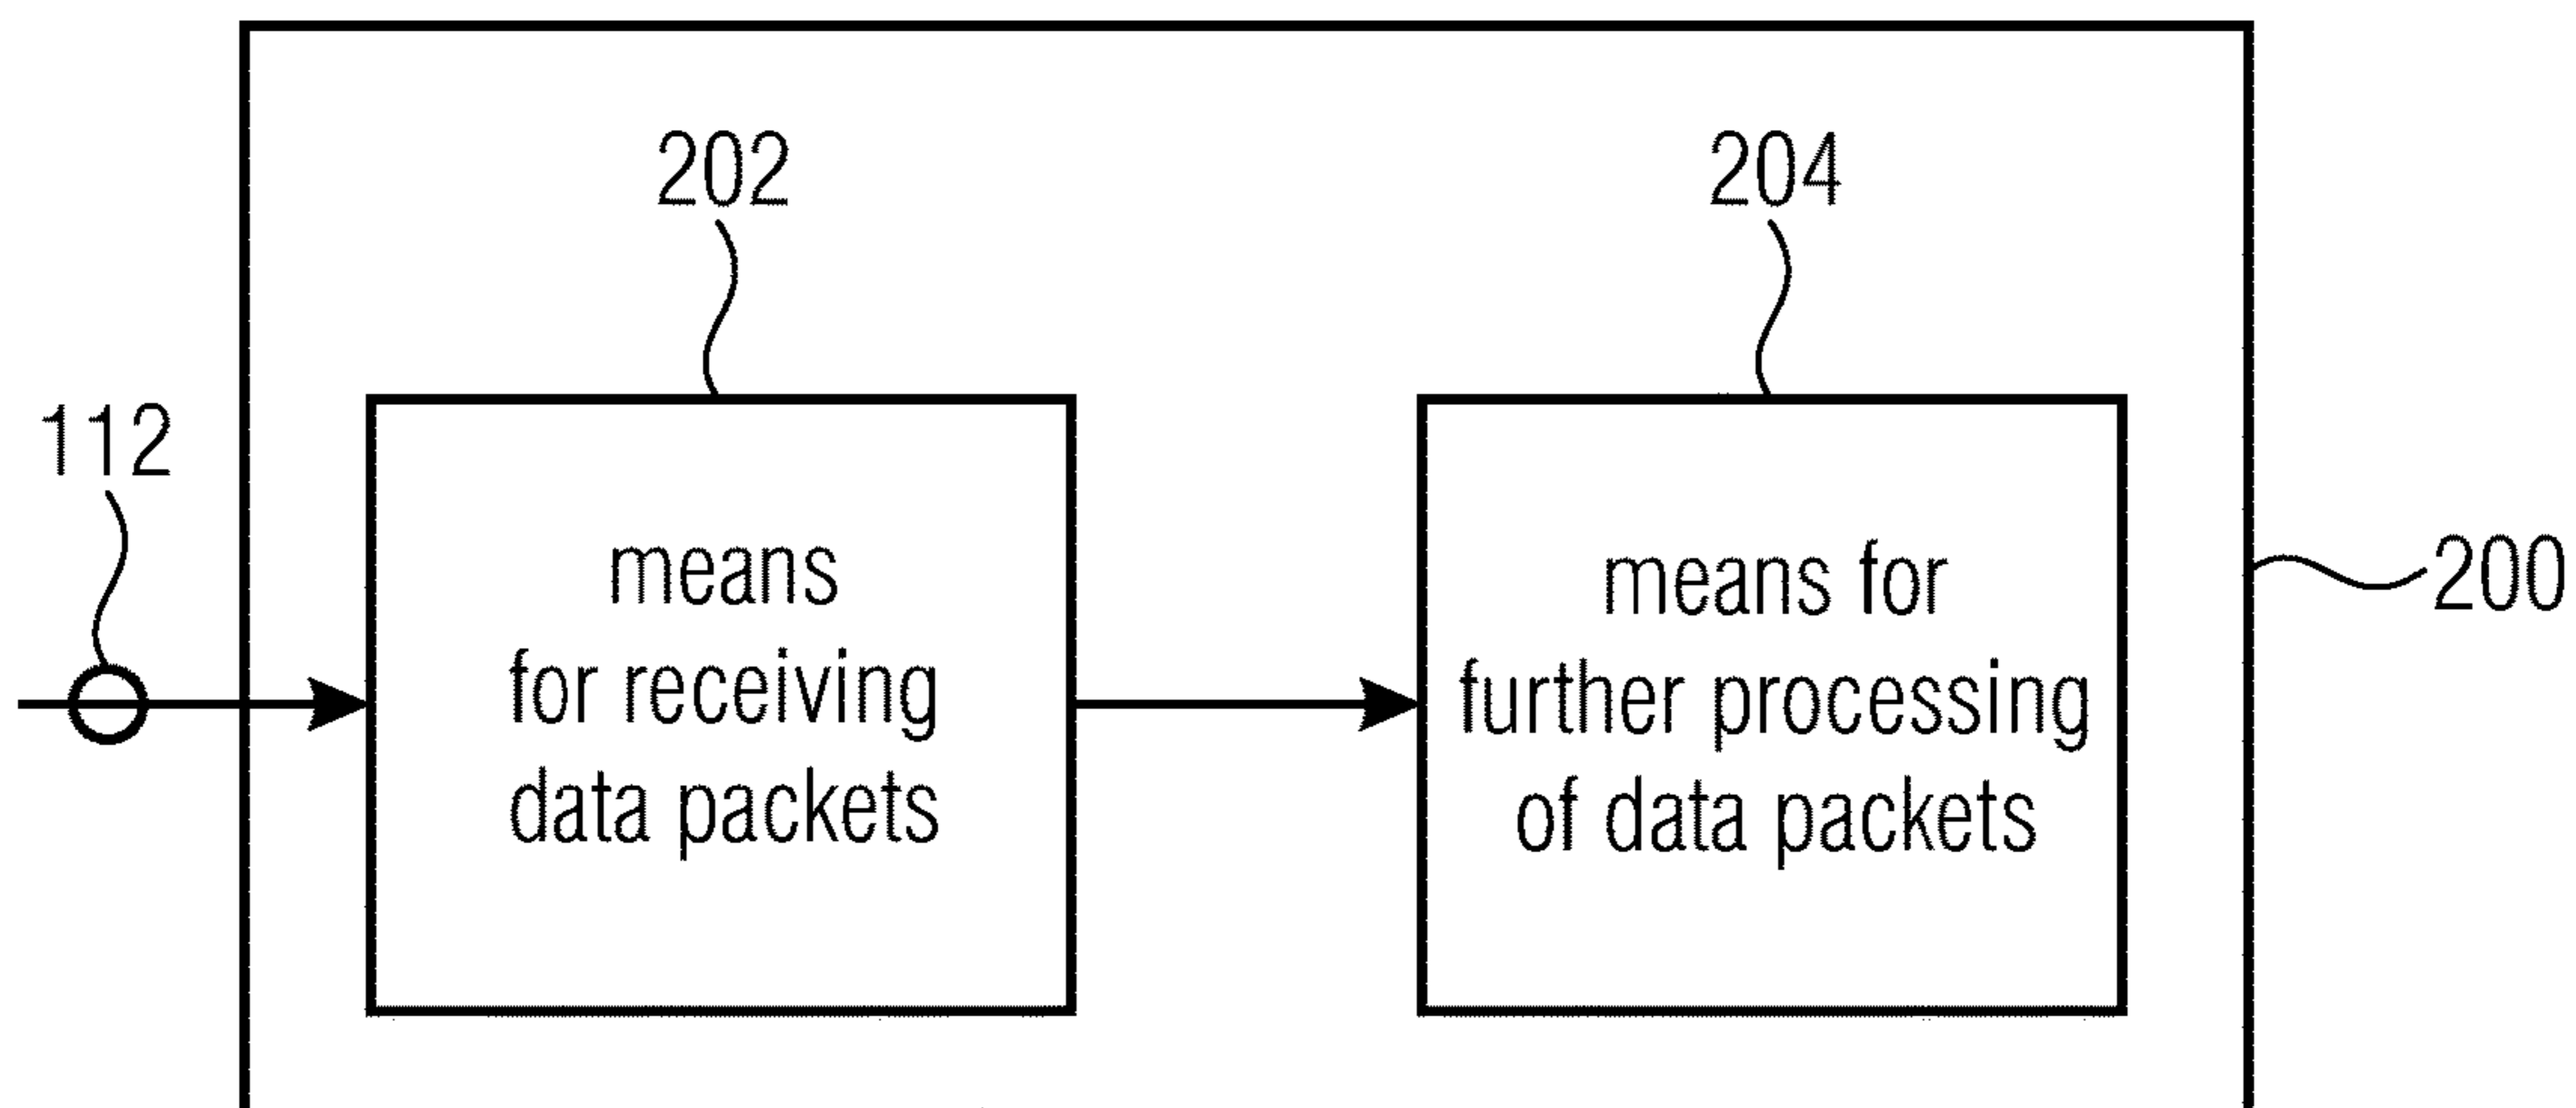 202
204
112
means
for receiving
data packets
means for
further processing
of data packets
200